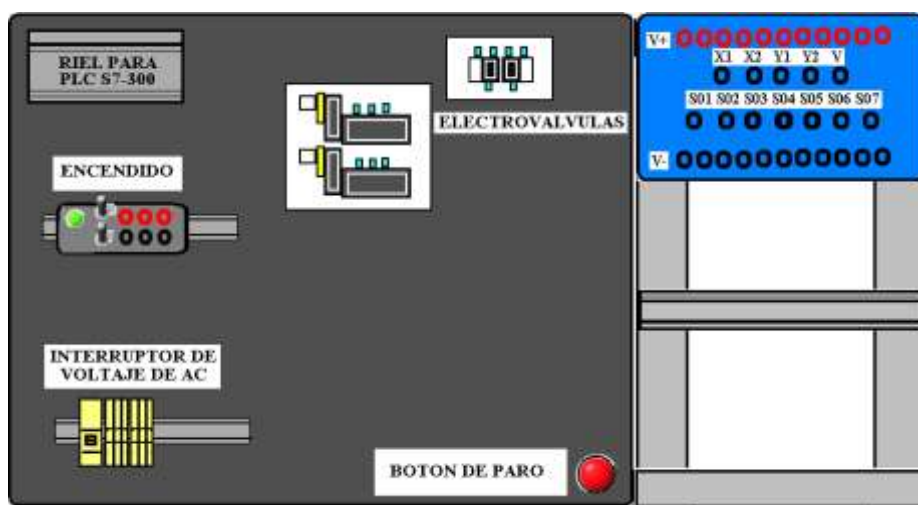 RIEL PARA
PLC S7-300
ELECTROVALVULAS
ENCENDIDO
INTERRUPTOR DE
VOLTAJE DE AC
BOTON DE PARO
V+
X1 X2 Y1 Y2 V
S01 S02 S03 S04 S05 S06 S07
V-